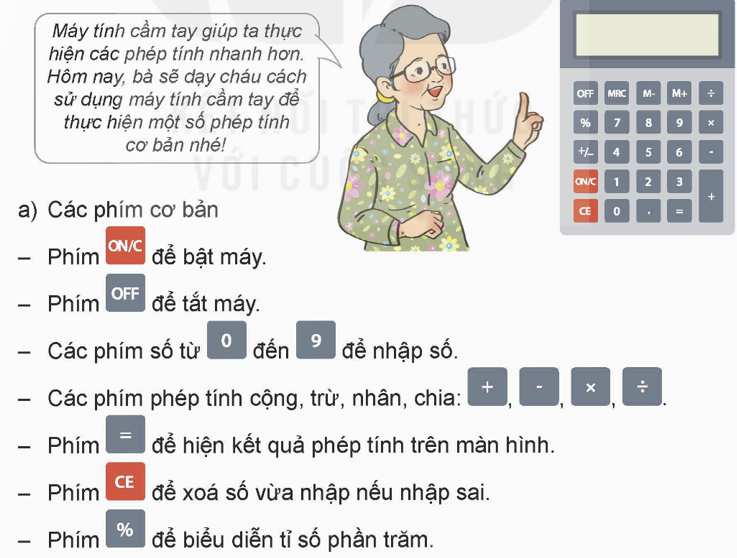 Máy tính cầm tay giúp ta thực
hiện các phép tính nhanh hơn.
Hôm nay, bà sẽ dạy cháu cách
sử dụng máy tính cầm tay để
thực hiện một số phép tính
cơ bản nhé!
OFF MRC M- M+ ÷
% 7 8 9 ×
+/- 4 5 6 -
ON/C 1 2 3 +
CE 0 . =
a) Các phím cơ bản
– Phím ON/C để bật máy.
– Phím OFF để tắt máy.
– Các phím số từ 0 đến 9 để nhập số.
– Các phím phép tính cộng, trừ, nhân, chia: +, -, ×, ÷.
– Phím = để hiện kết quả phép tính trên màn hình.
– Phím CE để xoá số vừa nhập nếu nhập sai.
– Phím % để biểu diễn tỉ số phần trăm.